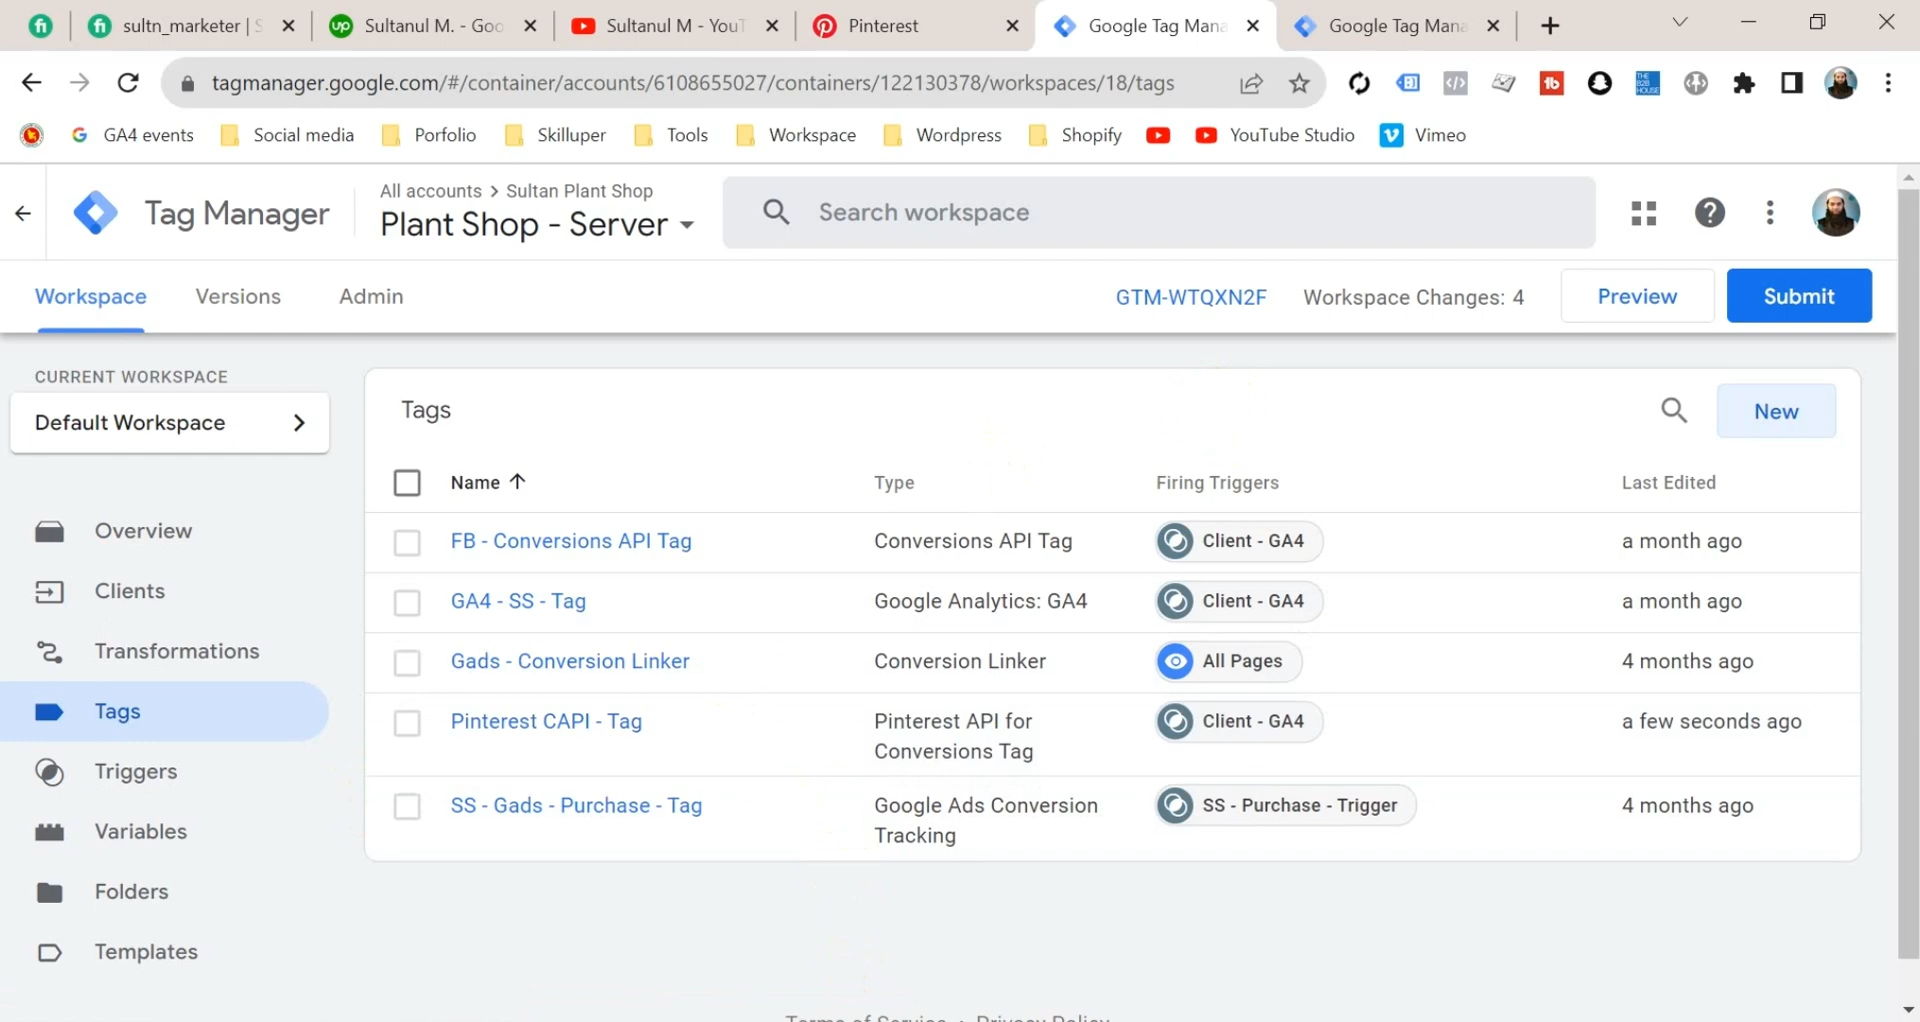 sultn_marketer | S
Sultanul M. - Goo
Sultanul M - YouT
Pinterest
Google Tag Mana
Google Tag Mana
tagmanager.google.com/#/container/accounts/6108655027/containers/122130378/workspaces/18/tags
GA4 events
Social media
Porfolio
Skilluper
Tools
Workspace
Wordpress
Shopify
YouTube Studio
Vimeo
Tag Manager
All accounts > Sultan Plant Shop
Plant Shop - Server
Search workspace
Workspace
Versions
Admin
GTM-WTQXN2F
Workspace Changes: 4
Preview
Submit
CURRENT WORKSPACE
Default Workspace
Overview
Clients
Transformations
Tags
Triggers
Variables
Folders
Templates
Tags
New
Name
Type
Firing Triggers
Last Edited
FB - Conversions API Tag
Conversions API Tag
Client - GA4
a month ago
GA4 - SS - Tag
Google Analytics: GA4
Client - GA4
a month ago
Gads - Conversion Linker
Conversion Linker
All Pages
4 months ago
Pinterest CAPI - Tag
Pinterest API for
Conversions Tag
Client - GA4
a few seconds ago
SS - Gads - Purchase - Tag
Google Ads Conversion
Tracking
SS - Purchase - Trigger
4 months ago
Terms of Service · Privacy Policy